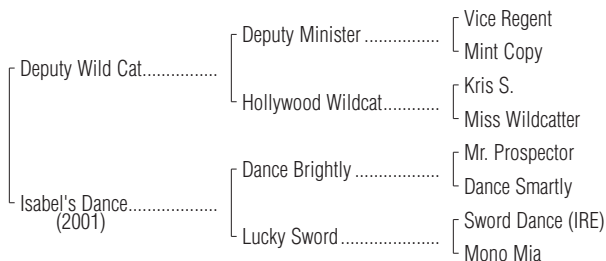 Vice Regent
Deputy Minister ..................
Mint Copy
Deputy Wild Cat...............
Kris S.
Hollywood Wildcat.............
Miss Wildcatter
Mr. Prospector
Dance Brightly ....................
Dance Smartly
Isabel's Dance..................
(2001)
Sword Dance (IRE)
Lucky Sword.......................
Mono Mia